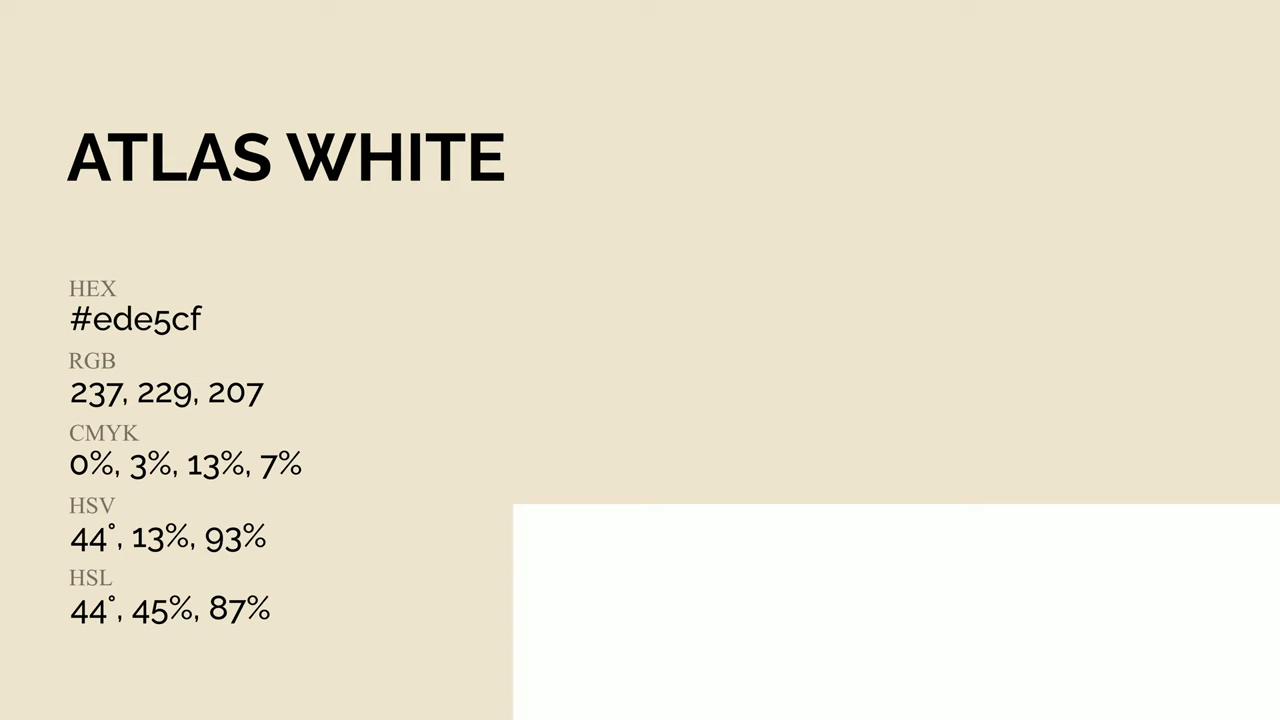 ATLAS WHITE
HEX
#ede5cf
RGB
237, 229, 207
CMYK
0%, 3%, 13%, 7%
HSV
44°, 13%, 93%
HSL
44°, 45%, 87%